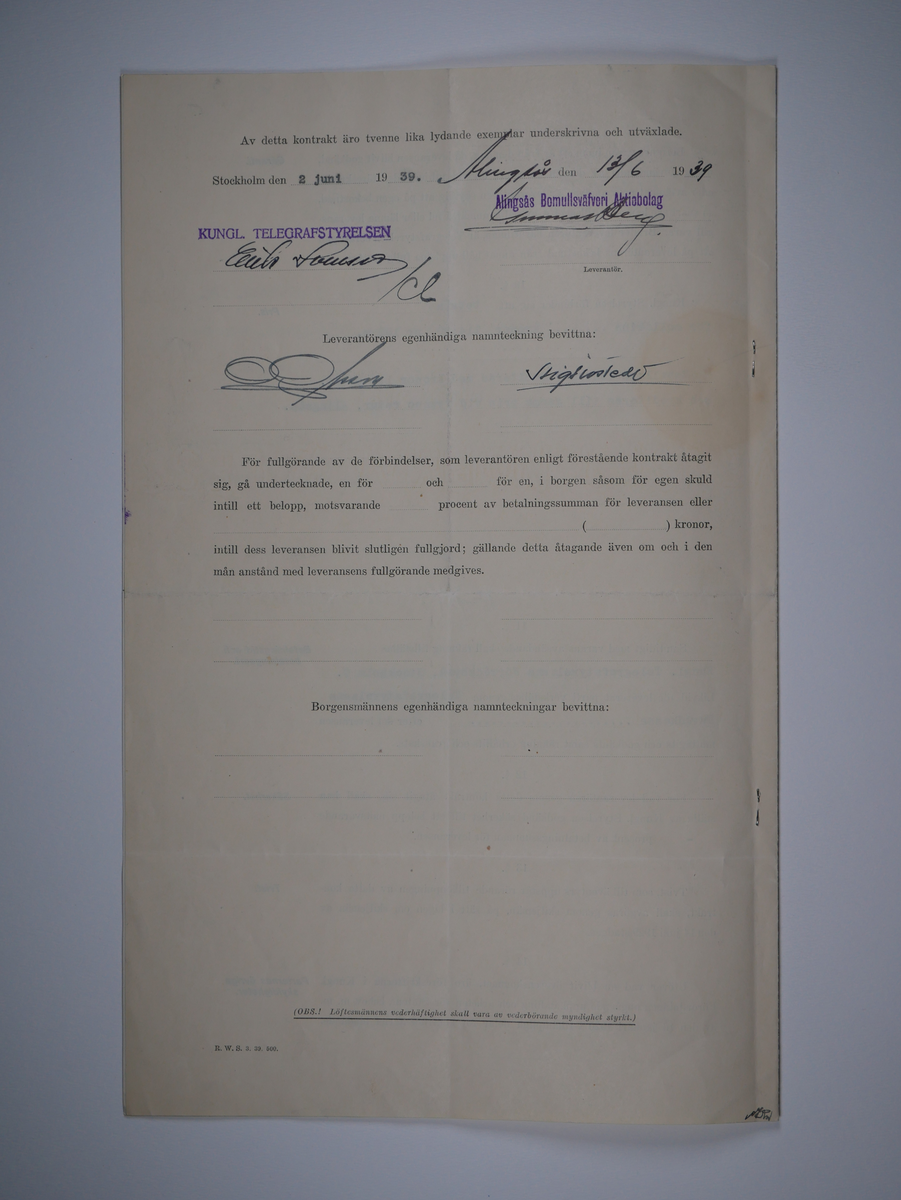 Av detta kontrakt äro tvenne lika lydande exemplar underskrivna och utväxlade.
Stockholm den 2 juni 1939. Alingsås den 13/6 1939
Alingsås Bomullsväfveri Aktiebolag
KUNGL. TELEGRAFSTYRELSEN
Leverantör.
Leverantörens egenhändiga namnteckning bevittna:
För fullgörande av de förbindelser, som leverantören enligt förestående kontrakt åtagit
sig, gå undertecknade, en för och för en, i borgen såsom för egen skuld
intill ett belopp, motsvarande procent av betalningssumman för leveransen eller
( ) kronor,
intill dess leveransen blivit slutligen fullgjord; gällande detta åtagande även om och i den
mån anstånd med leveransens fullgörande medgives.
Borgensmännens egenhändiga namnteckningar bevittna:
(OBS.! Löftesmännens vederhäftighet skall vara av vederbörande myndighet styrkt.)
R. W. S. 3. 38. 500.